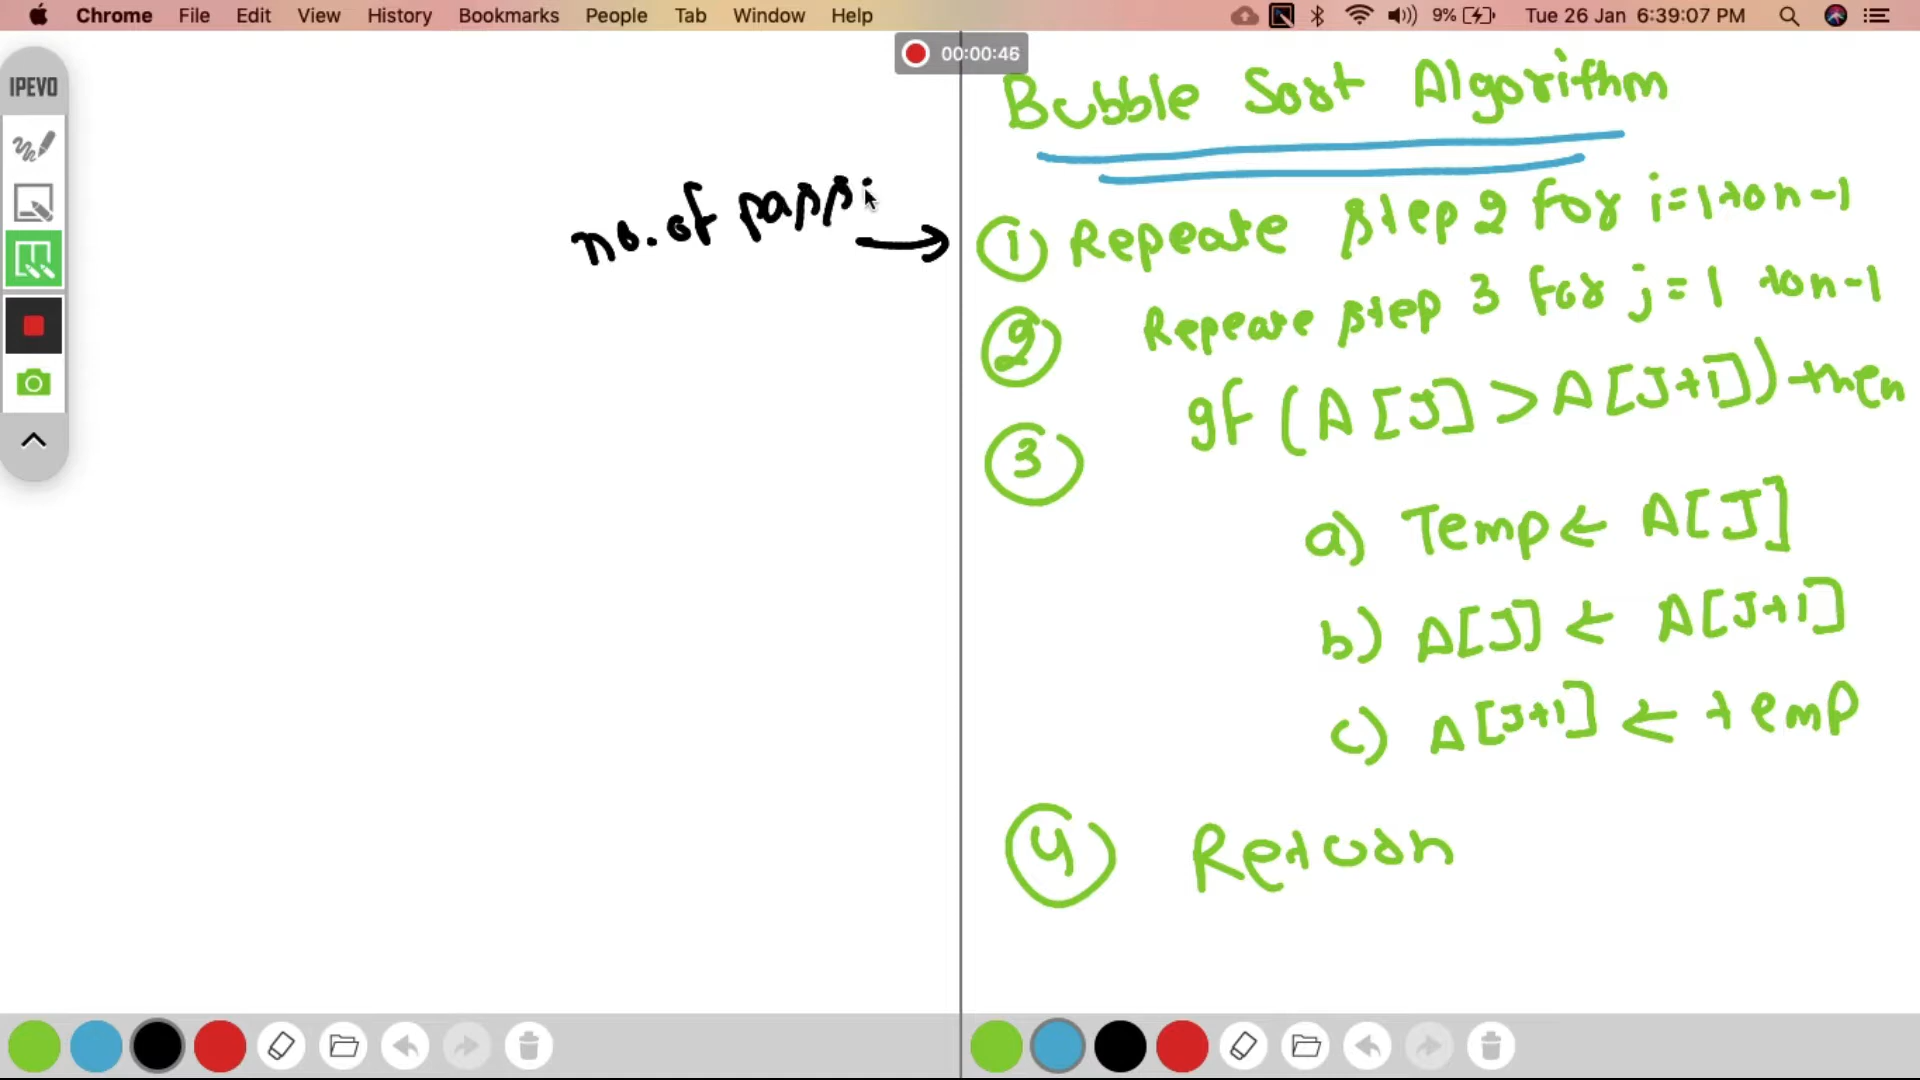 Chrome File Edit View History Bookmarks People Tab Window Help 9% Tue 26 Jan 6:39:07 PM
00:00:46
IPEVO
Bubble Sort Algorithm
no. of pass
① Repeate step 2 for i=1 to n-1
② Repeate step 3 for j=1 to n-1
③ If (A[J] > A[J+1]) then
a) Temp ← A[J]
b) A[J] ← A[J+1]
c) A[J+1] ← temp
④ Return